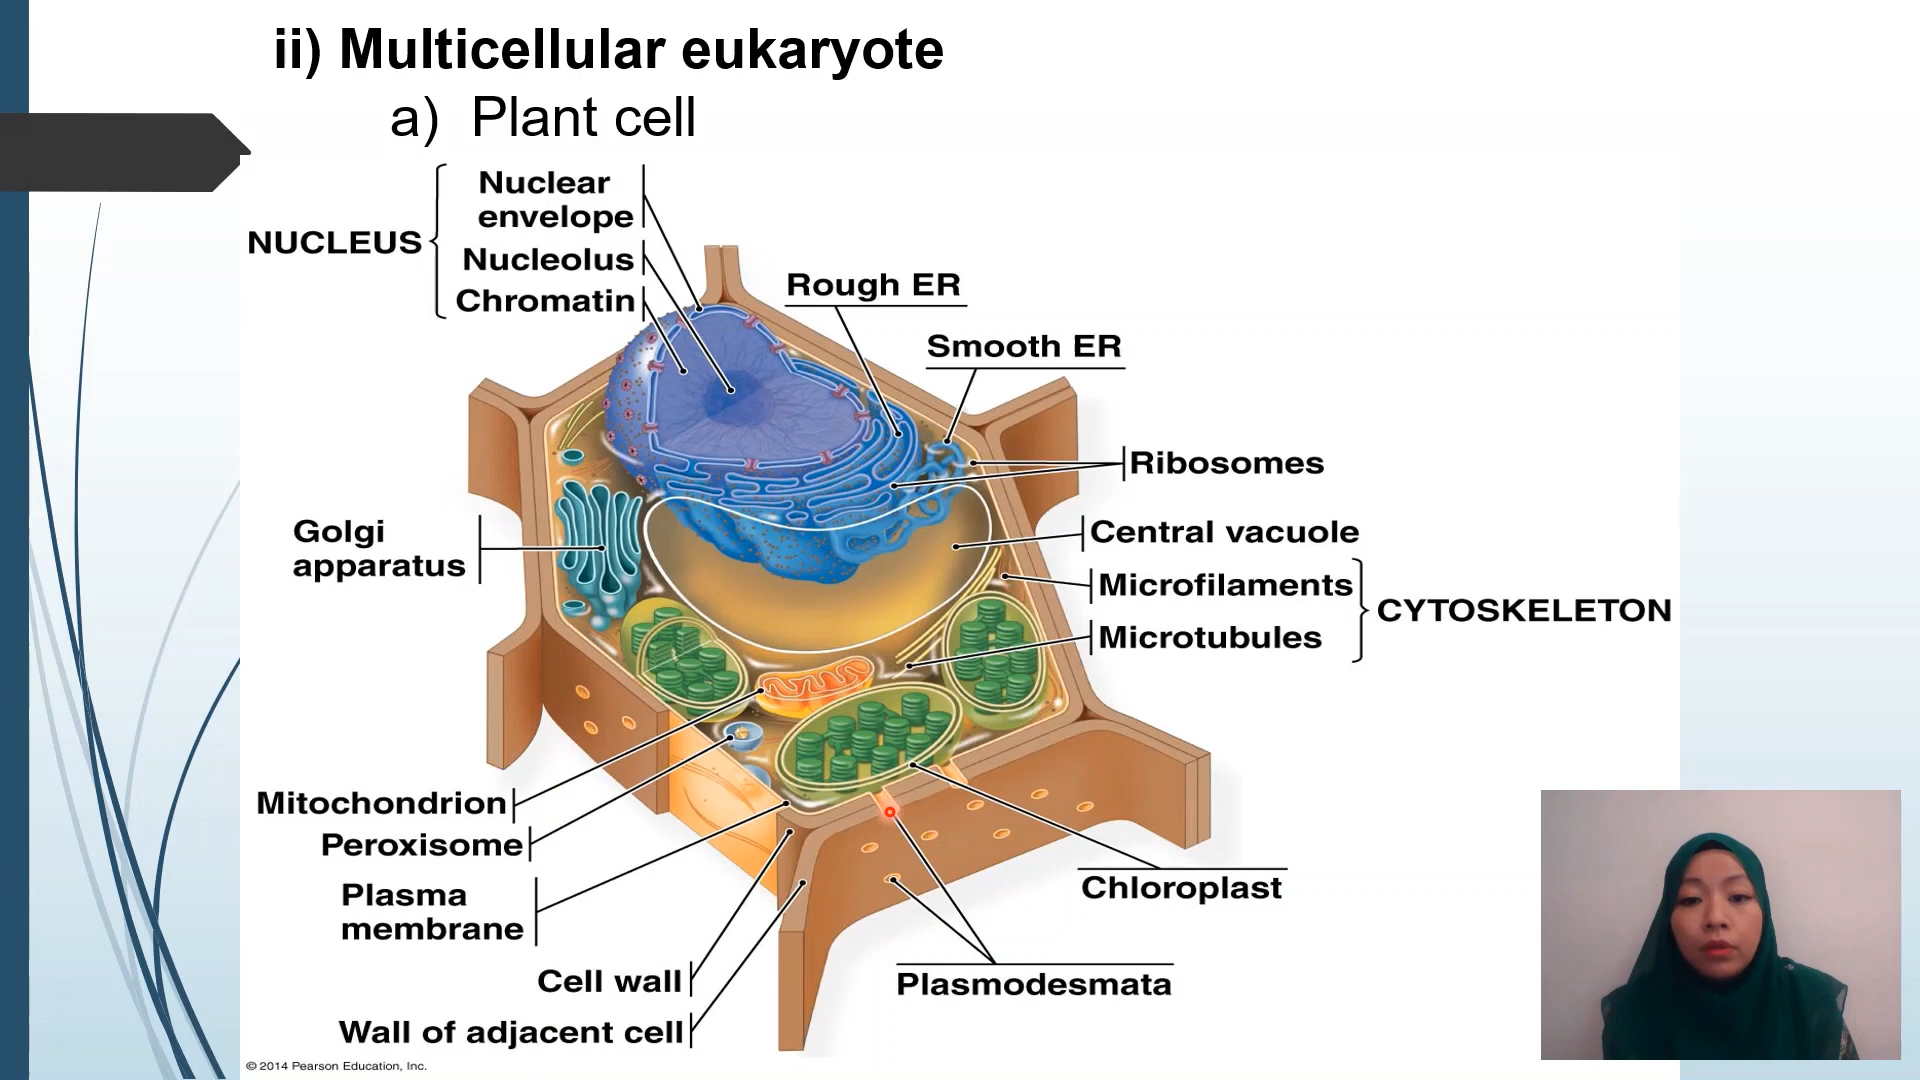 ii) Multicellular eukaryote
a) Plant cell
Nuclear
envelope
NUCLEUS
Nucleolus
Chromatin
Rough ER
Smooth ER
Ribosomes
Golgi
apparatus
Central vacuole
Microfilaments
CYTOSKELETON
Microtubules
Mitochondrion
Peroxisome
Plasma
membrane
Chloroplast
Cell wall
Plasmodesmata
Wall of adjacent cell
© 2014 Pearson Education, Inc.